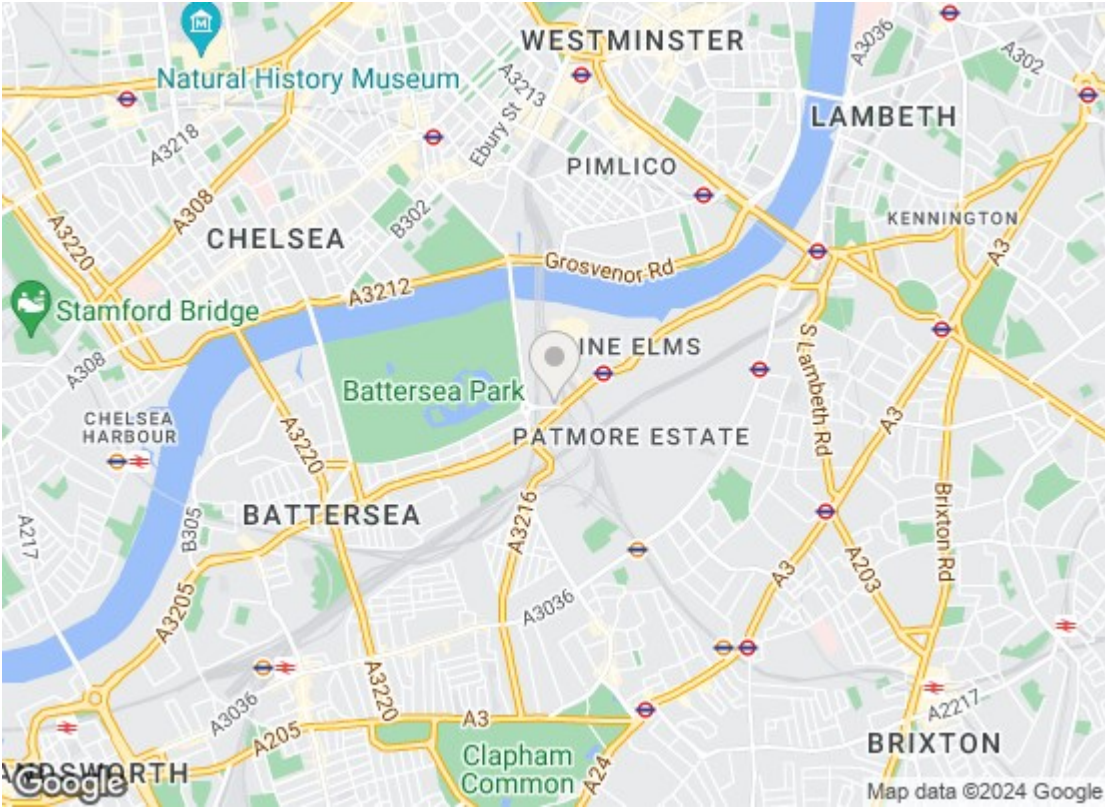 WESTMINSTER
A3036
A302
Natural History Museum
A3213
Ebury St
LAMBETH
A3218
PIMLICO
A308
B302
KENNINGTON
A3220
CHELSEA
A3
Grosvenor Rd
A3212
Stamford Bridge
A308
INE ELMS
S Lambeth Rd
Battersea Park
CHELSEA
HARBOUR
A3220
A3
PATMORE ESTATE
A217
B305
BATTERSEA
A3216
Brixton Rd
A3
A203
A3205
A3036
A3220
A3036
A205
A3
A2217
Clapham
Common
A24
BRIXTON
ANDSWORTH
Google
Map data ©2024 Google